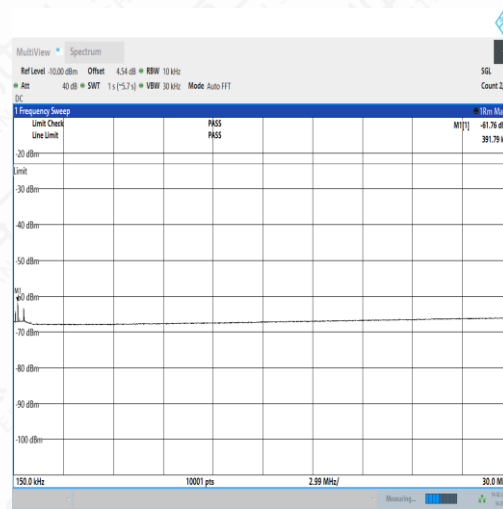 MultiView Spectrum
Ref Level -10.00 dBm Offset 4.54 dB RBW 10 kHz SGL
Att 40 dB SWT 1 s (~5.7 s) VBW 30 kHz Mode Auto FFT Count 2
DC
1 Frequency Sweep 1Rm Ma
Limit Check PASS M1[1] -61.76 dB
Line Limit PASS 391.79 k
-20 dBm
Limit
-30 dBm
-40 dBm
-50 dBm
M1
-60 dBm
-70 dBm
-80 dBm
-90 dBm
-100 dBm
150.0 kHz 10001 pts 2.99 MHz/ 30.0 M
Measuring...